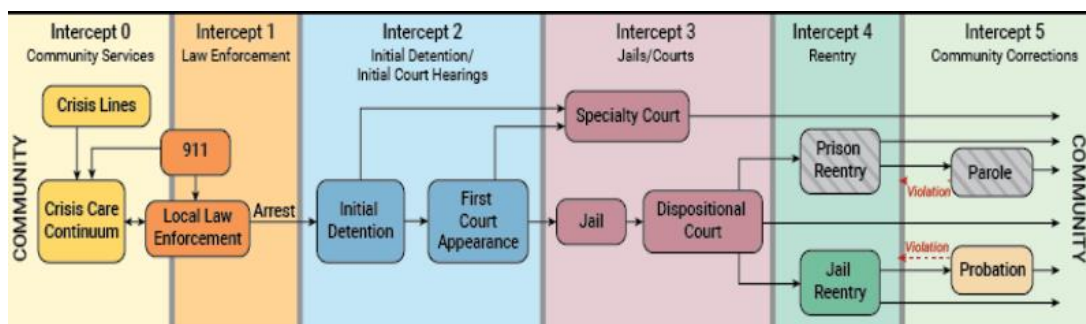 Intercept 0
Community Services
Intercept 1
Law Enforcement
Intercept 2
Initial Detention/
Initial Court Hearings
Intercept 3
Jails/Courts
Intercept 4
Reentry
Intercept 5
Community Corrections
COMMUNITY
Crisis Lines
911
Crisis Care
Continuum
Local Law
Enforcement
Arrest
Initial
Detention
First
Court
Appearance
Specialty Court
Jail
Dispositional
Court
Prison
Reentry
Violation
Parole
Violation
Jail
Reentry
Probation
COMMUNITY